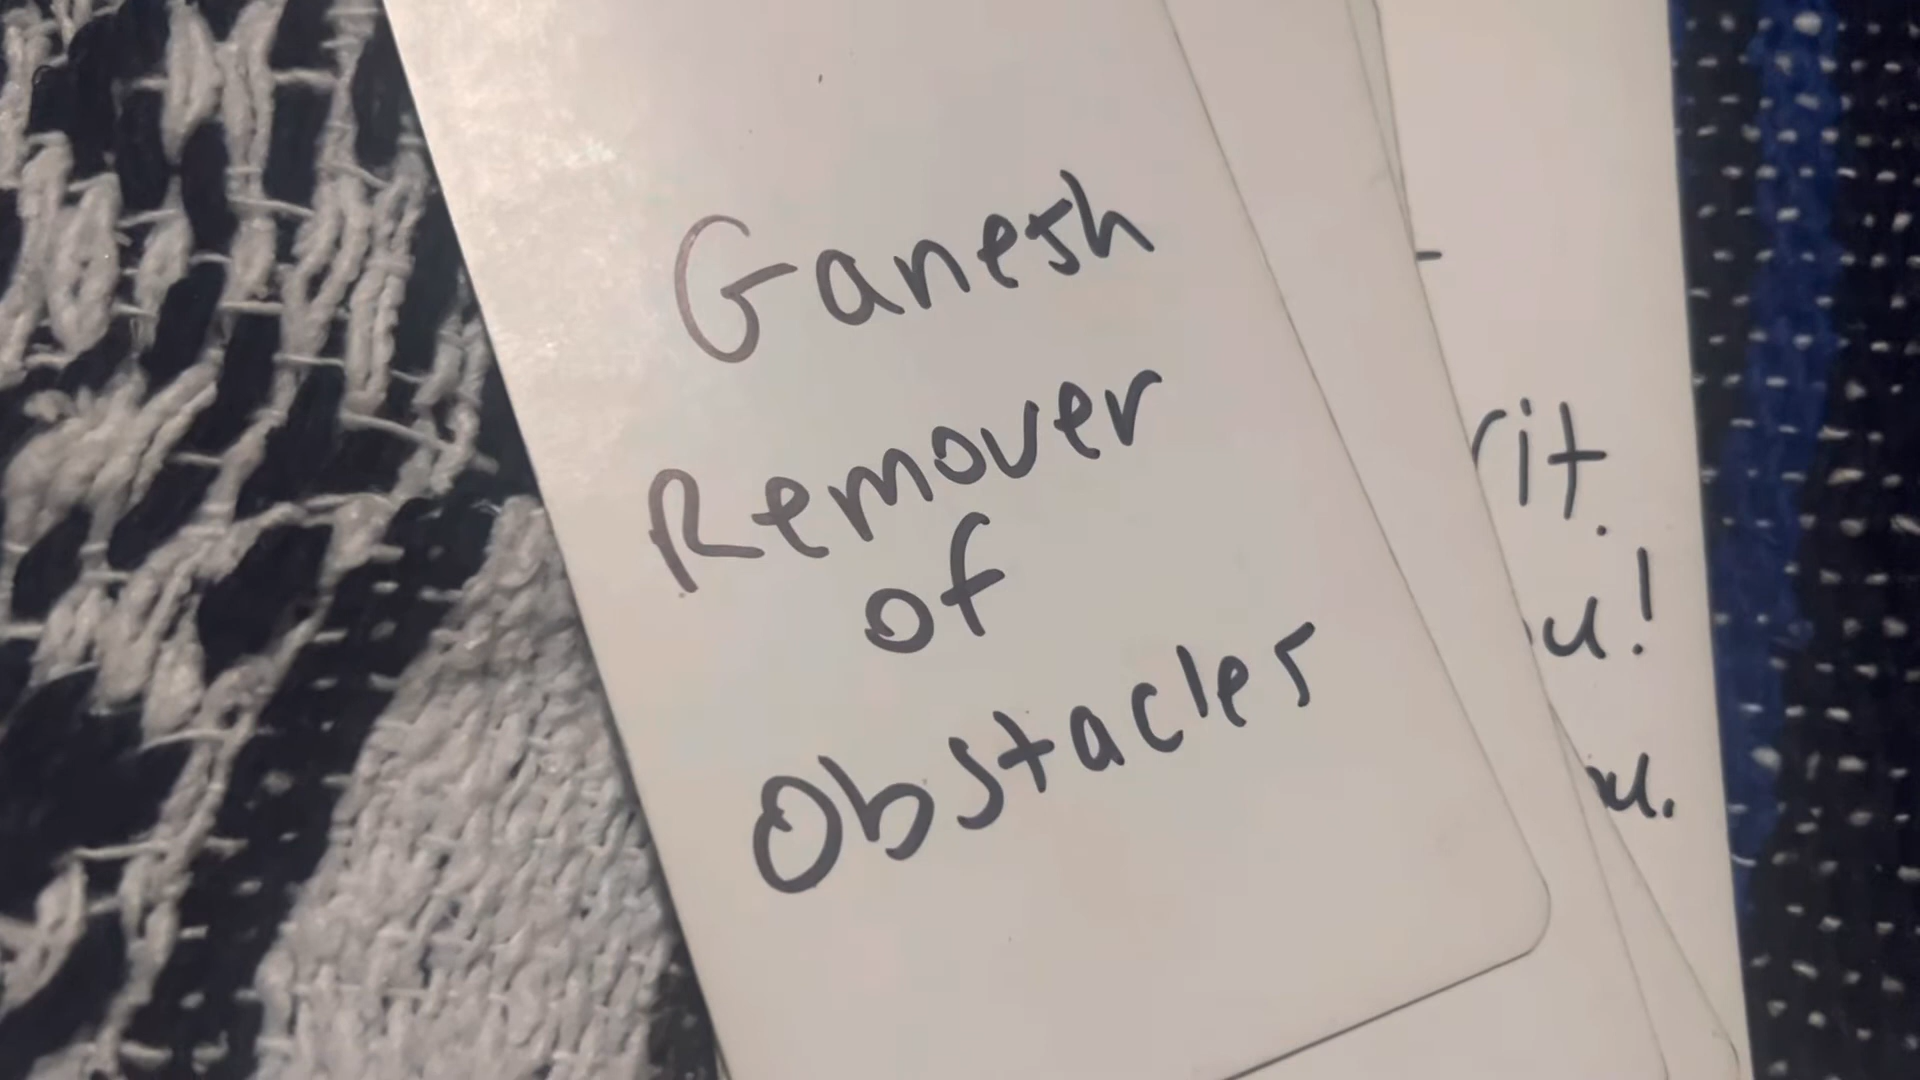 Ganesh
Remover
of
Obstacles
rit.
u!
u.